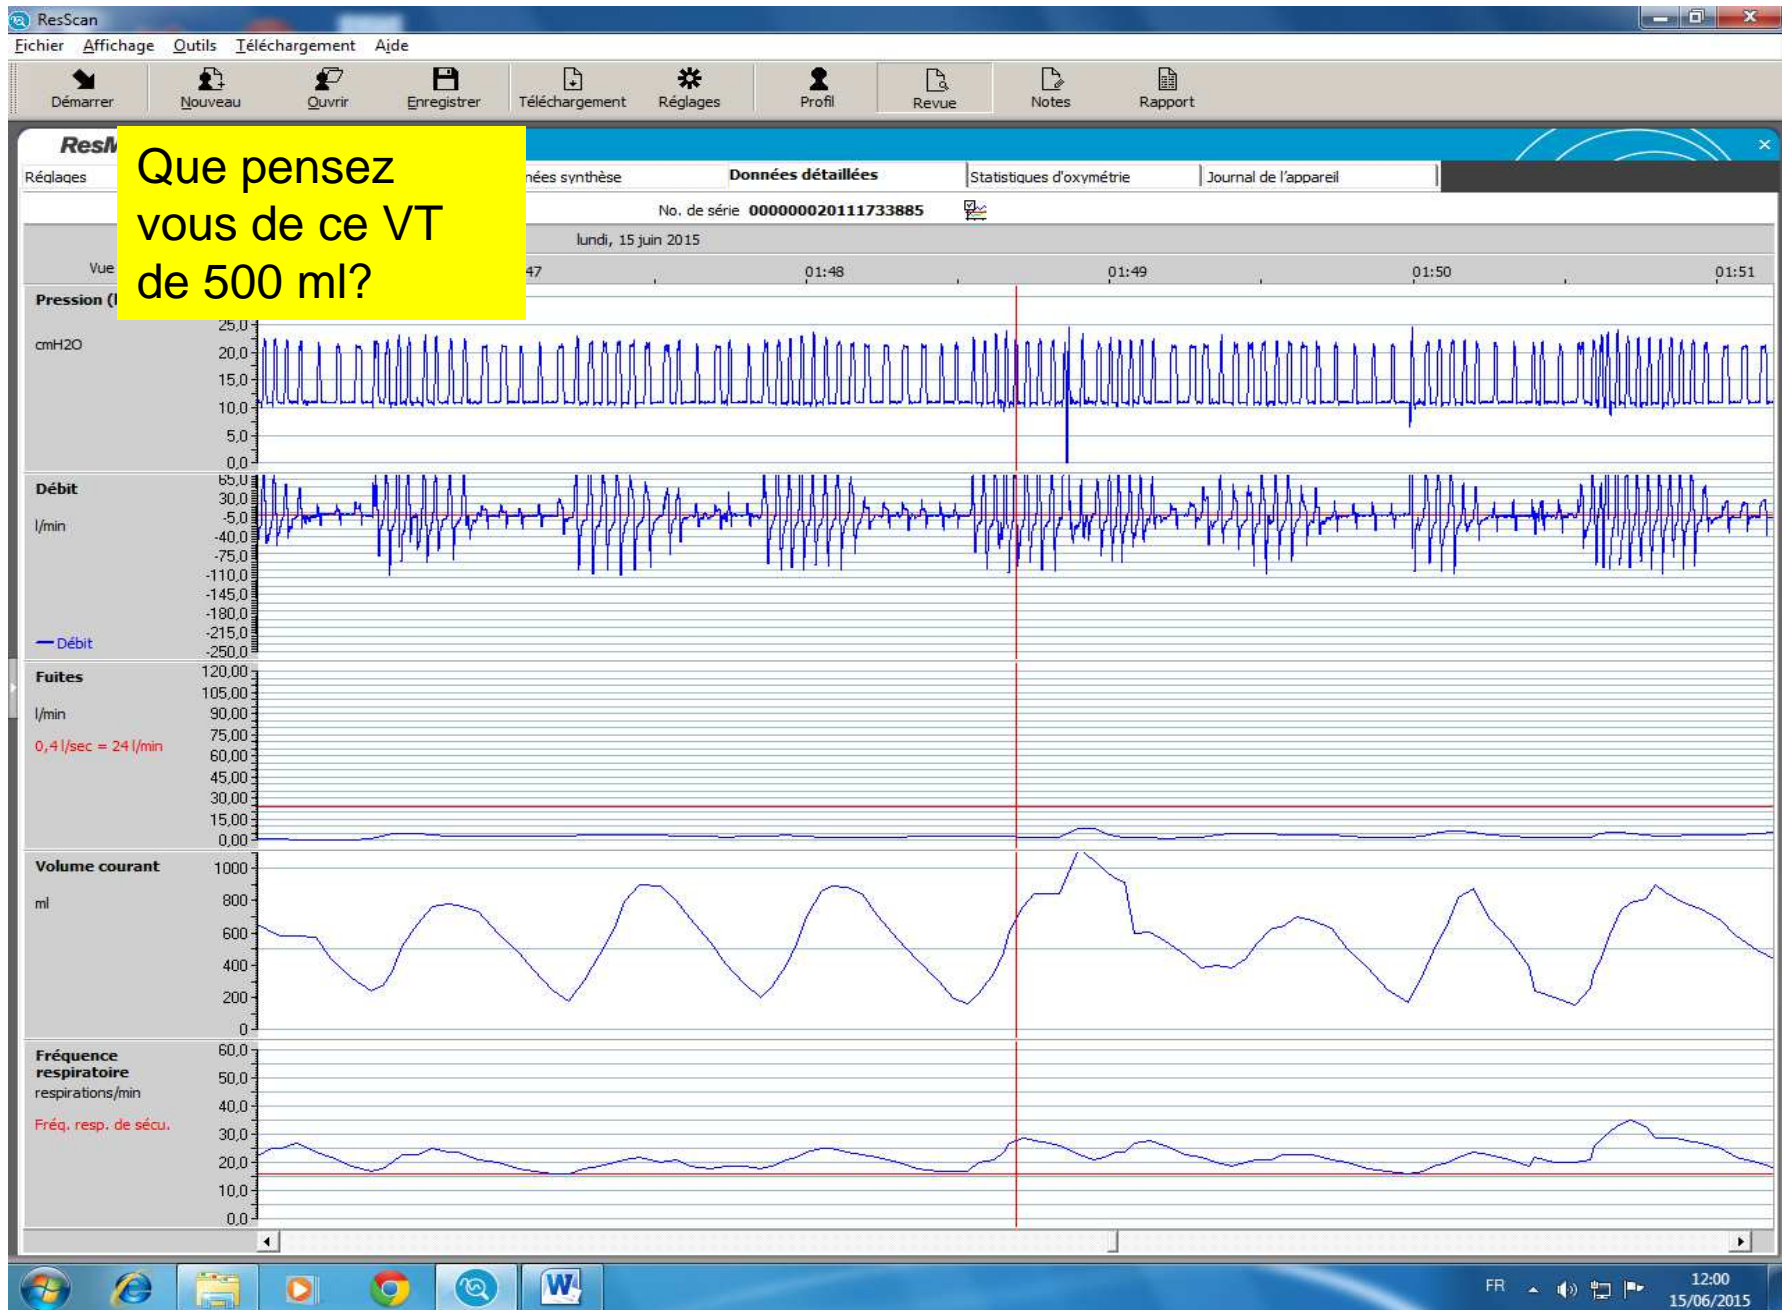 ResScan
Fichier Affichage Outils Téléchargement Aide
Démarrer Nouveau Ouvrir Enregistrer Téléchargement Réglages Profil Revue Notes Rapport
Que pensez
vous de ce VT
de 500 ml?
Réglages Données détaillées Statistiques d'oxymétrie Journal de l'appareil
synthèse
No. de série 000000020111733885
lundi, 15 juin 2015
Vue 47 01:48 01:49 01:50 01:51
Pression
cmH2O
25,0
20,0
15,0
10,0
5,0
0,0
Débit
l/min
Débit
65,0
30,0
-5,0
-40,0
-75,0
-110,0
-145,0
-180,0
-215,0
-250,0
Fuites
l/min
0,4 l/sec = 24 l/min
120,00
105,00
90,00
75,00
60,00
45,00
30,00
15,00
0,00
Volume courant
ml
1000
800
600
400
200
0
Fréquence
respiratoire
respirations/min
Fréq. resp. de sécu.
60,0
50,0
40,0
30,0
20,0
10,0
0,0
FR
12:00
15/06/2015